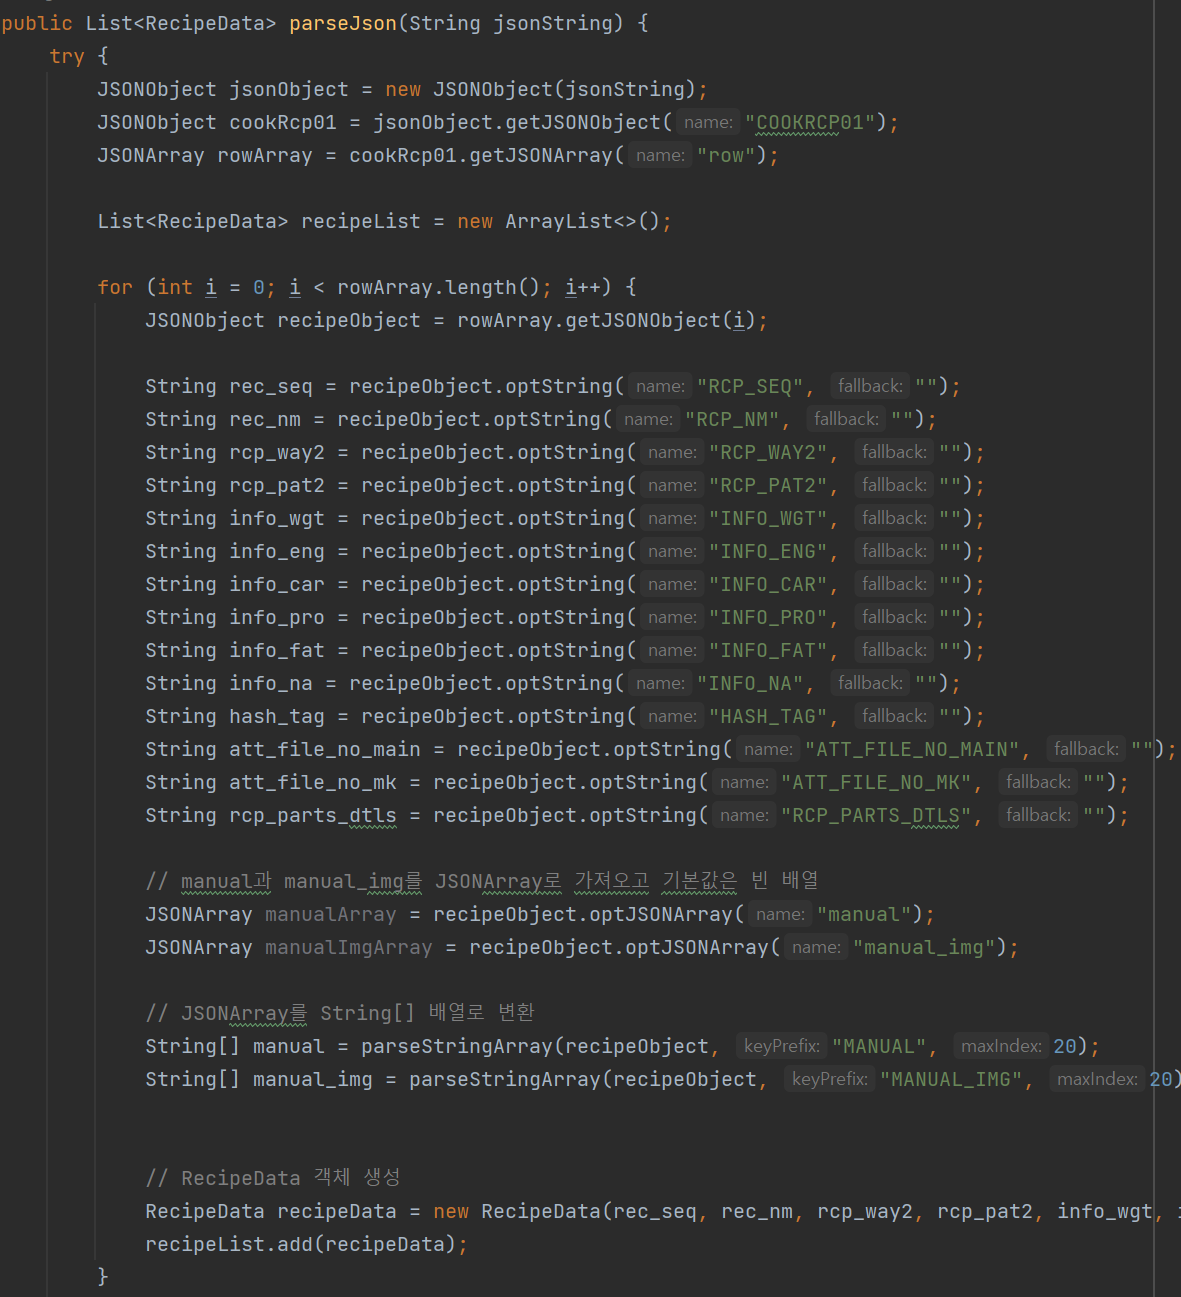 public List<RecipeData> parseJson(String jsonString) {
try {
JSONObject jsonObject = new JSONObject(jsonString);
JSONObject cookRcp01 = jsonObject.getJSONObject( name: "COOKRCP01");
JSONArray rowArray = cookRcp01.getJSONArray( name: "row");
List<RecipeData> recipeList = new ArrayList<>();
for (int i = 0; i < rowArray.length(); i++) {
JSONObject recipeObject = rowArray.getJSONObject(i);
String rec_seq = recipeObject.optString( name: "RCP_SEQ", fallback: "");
String rec_nm = recipeObject.optString( name: "RCP_NM", fallback: "");
String rcp_way2 = recipeObject.optString( name: "RCP_WAY2", fallback: "");
String rcp_pat2 = recipeObject.optString( name: "RCP_PAT2", fallback: "");
String info_wgt = recipeObject.optString( name: "INFO_WGT", fallback: "");
String info_eng = recipeObject.optString( name: "INFO_ENG", fallback: "");
String info_car = recipeObject.optString( name: "INFO_CAR", fallback: "");
String info_pro = recipeObject.optString( name: "INFO_PRO", fallback: "");
String info_fat = recipeObject.optString( name: "INFO_FAT", fallback: "");
String info_na = recipeObject.optString( name: "INFO_NA", fallback: "");
String hash_tag = recipeObject.optString( name: "HASH_TAG", fallback: "");
String att_file_no_main = recipeObject.optString( name: "ATT_FILE_NO_MAIN", fallback: "");
String att_file_no_mk = recipeObject.optString( name: "ATT_FILE_NO_MK", fallback: "");
String rcp_parts_dtls = recipeObject.optString( name: "RCP_PARTS_DTLS", fallback: "");
// manual과 manual_img를 JSONArray로 가져오고 기본값은 빈 배열
JSONArray manualArray = recipeObject.optJSONArray( name: "manual");
JSONArray manualImgArray = recipeObject.optJSONArray( name: "manual_img");
// JSONArray를 String[] 배열로 변환
String[] manual = parseStringArray(recipeObject, keyPrefix: "MANUAL", maxIndex: 20);
String[] manual_img = parseStringArray(recipeObject, keyPrefix: "MANUAL_IMG", maxIndex: 20)
// RecipeData 객체 생성
RecipeData recipeData = new RecipeData(rec_seq, rec_nm, rcp_way2, rcp_pat2, info_wgt,
recipeList.add(recipeData);
}